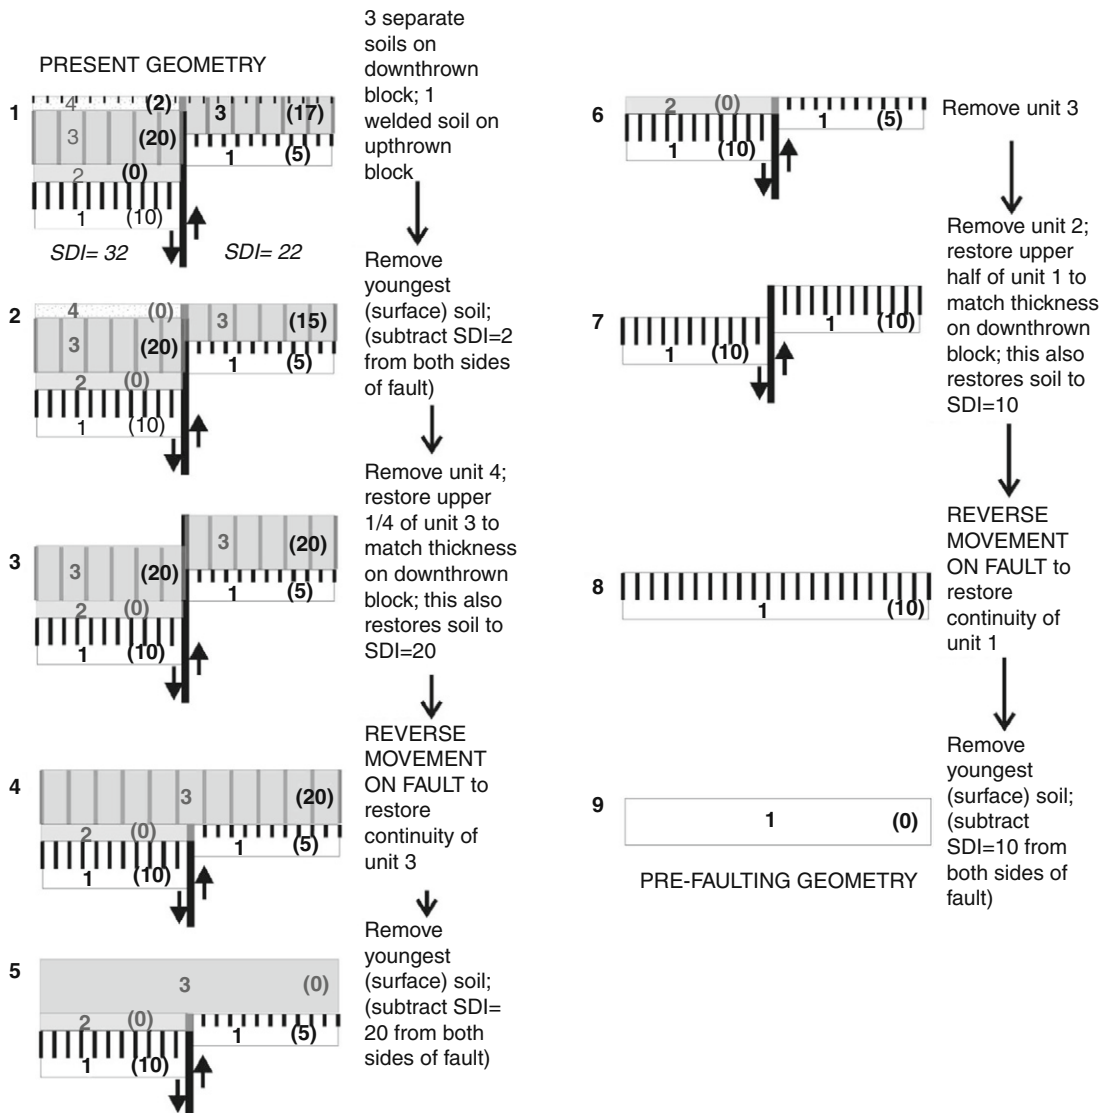 PRESENT GEOMETRY
1
4 (2)
3 (20)
2 (0)
1 (10)
3 (17)
1 (5)
SDI= 32
SDI= 22
3 separate
soils on
downthrown
block; 1
welded soil on
upthrown
block
2
4 (0)
3 (20)
2 (0)
1 (10)
3 (15)
1 (5)
Remove
youngest
(surface) soil;
(subtract SDI=2
from both sides
of fault)
3
3 (20)
2 (0)
1 (10)
3 (20)
1 (5)
Remove unit 4;
restore upper
1/4 of unit 3 to
match thickness
on downthrown
block; this also
restores soil to
SDI=20
4
3 (20)
2 (0)
1 (10)
1 (5)
REVERSE
MOVEMENT
ON FAULT to
restore
continuity of
unit 3
5
3 (0)
2 (0)
1 (10)
1 (5)
Remove
youngest
(surface) soil;
(subtract SDI=
20 from both
sides of fault)
6
2 (0)
1 (10)
1 (5)
Remove unit 3
7
1 (10)
1 (10)
Remove unit 2;
restore upper
half of unit 1 to
match thickness
on downthrown
block; this also
restores soil to
SDI=10
8
1 (10)
REVERSE
MOVEMENT
ON FAULT to
restore
continuity of
unit 1
9
1 (0)
PRE-FAULTING GEOMETRY
Remove
youngest
(surface) soil;
(subtract
SDI=10 from
both sides of
fault)